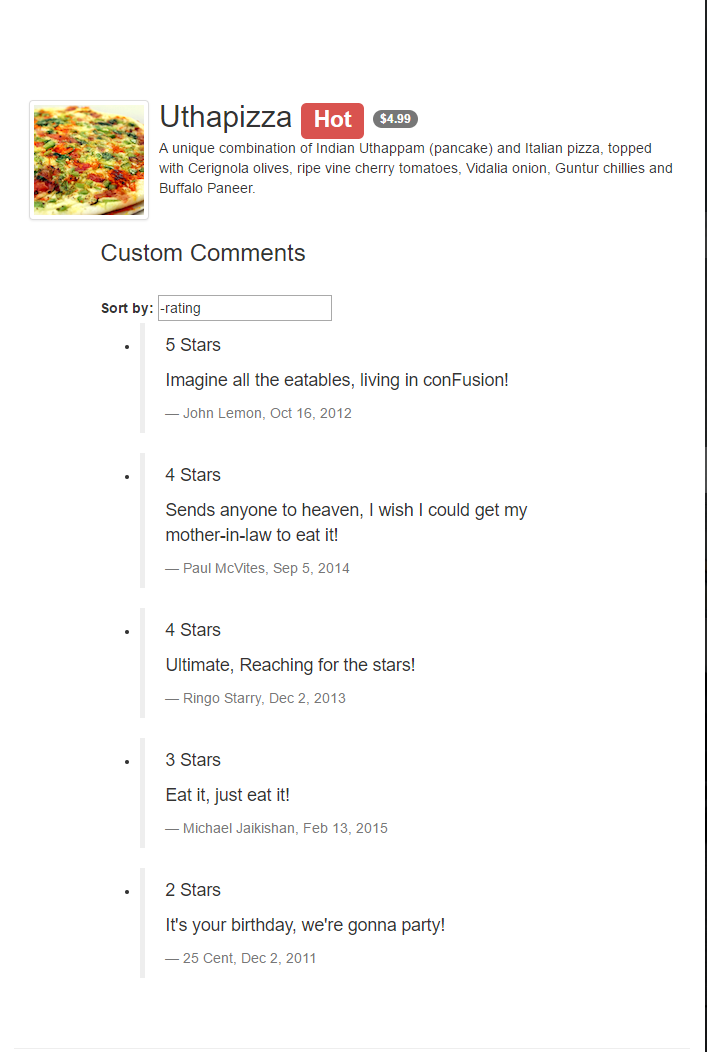 Uthapizza Hot $4.99
A unique combination of Indian Uthappam (pancake) and Italian pizza, topped
with Cerignola olives, ripe vine cherry tomatoes, Vidalia onion, Guntur chillies and
Buffalo Paneer.
Custom Comments
Sort by: -rating
5 Stars
Imagine all the eatables, living in conFusion!
— John Lemon, Oct 16, 2012
4 Stars
Sends anyone to heaven, I wish I could get my
mother-in-law to eat it!
— Paul McVites, Sep 5, 2014
4 Stars
Ultimate, Reaching for the stars!
— Ringo Starry, Dec 2, 2013
3 Stars
Eat it, just eat it!
— Michael Jaikishan, Feb 13, 2015
2 Stars
It's your birthday, we're gonna party!
— 25 Cent, Dec 2, 2011